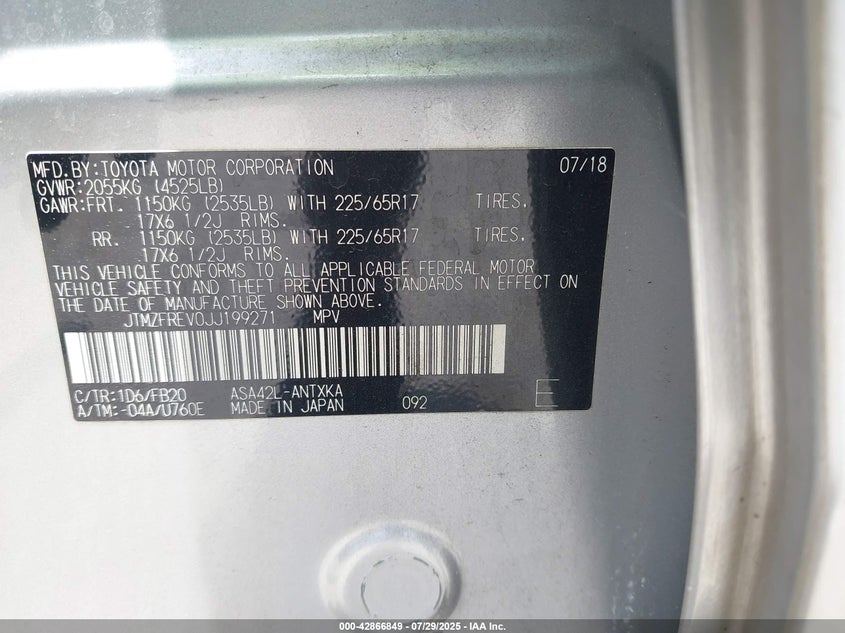 MFD.BY:TOYOTA MOTOR CORPORATION 07/18
GVWR:2055KG (4525LB)
GAWR:FRT. 1150KG (2535LB) WITH 225/65R17 TIRES,
17X6 1/2J RIMS.
RR. 1150KG (2535LB) WITH 225/65R17 TIRES,
17X6 1/2J RIMS.
THIS VEHICLE CONFORMS TO ALL APPLICABLE FEDERAL MOTOR
VEHICLE SAFETY AND THEFT PREVENTION STANDARDS IN EFFECT ON
THE DATE OF MANUFACTURE SHOWN ABOVE.
JTMZFREV0JJ199271 MPV
C/TR:1D6/FB20 ASA42L-ANTXKA
A/TM:-04A/U760E MADE IN JAPAN 092 E
000-42866849 - 07/29/2025 - IAA Inc.